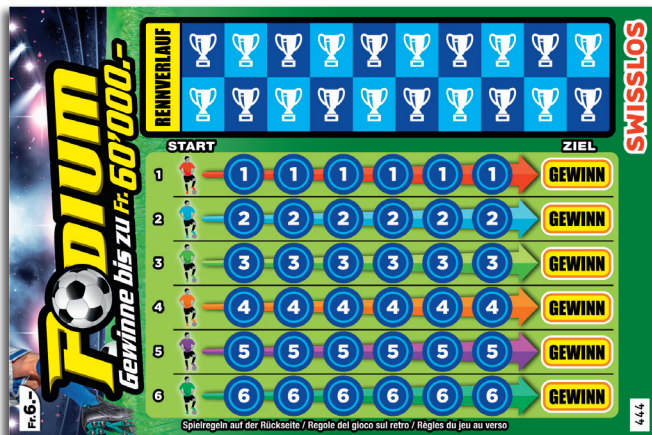 PODIUM
Gewinne bis zu Fr. 60'000.-
Fr. 6.–
RENNVERLAUF
SWISSLOS
START ZIEL
1 1 1 1 1 1 1 GEWINN
2 2 2 2 2 2 2 GEWINN
3 3 3 3 3 3 3 GEWINN
4 4 4 4 4 4 4 GEWINN
5 5 5 5 5 5 5 GEWINN
6 6 6 6 6 6 6 GEWINN
Spielregeln auf der Rückseite / Regole del gioco sul retro / Règles du jeu au verso
444